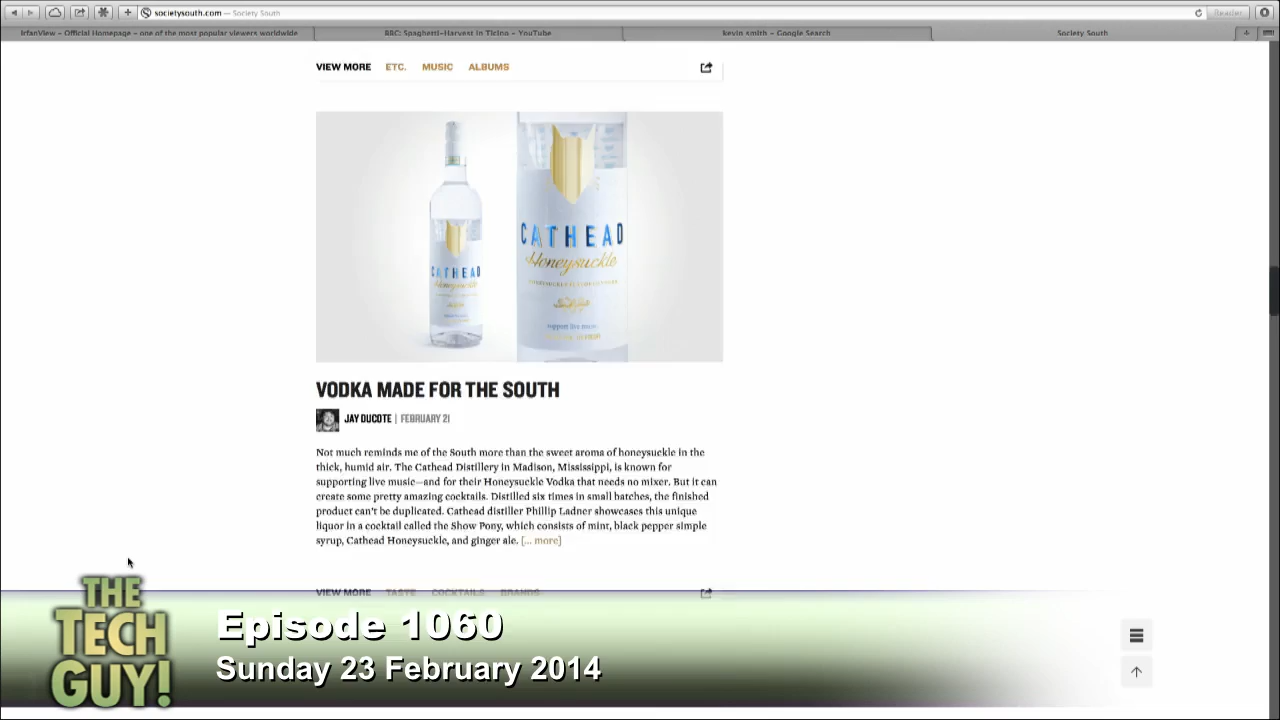 societysouth.com — Society South
Reader
IrfanView – Official Homepage – one of the most popular viewers worldwide
BBC: Spaghetti-Harvest in Ticino – YouTube
kevin smith – Google Search
Society South
VIEW MORE ETC. MUSIC ALBUMS
CATHEAD
Honeysuckle
CATHEAD
Honeysuckle
support live music
VODKA MADE FOR THE SOUTH
JAY DUCOTE | FEBRUARY 21
Not much reminds me of the South more than the sweet aroma of honeysuckle in the
thick, humid air. The Cathead Distillery in Madison, Mississippi, is known for
supporting live music—and for their Honeysuckle Vodka that needs no mixer. But it can
create some pretty amazing cocktails. Distilled six times in small batches, the finished
product can't be duplicated. Cathead distiller Phillip Ladner showcases this unique
liquor in a cocktail called the Show Pony, which consists of mint, black pepper simple
syrup, Cathead Honeysuckle, and ginger ale. [... more]
VIEW MORE TASTE COCKTAILS BRANDS
THE
TECH
GUY!
Episode 1060
Sunday 23 February 2014